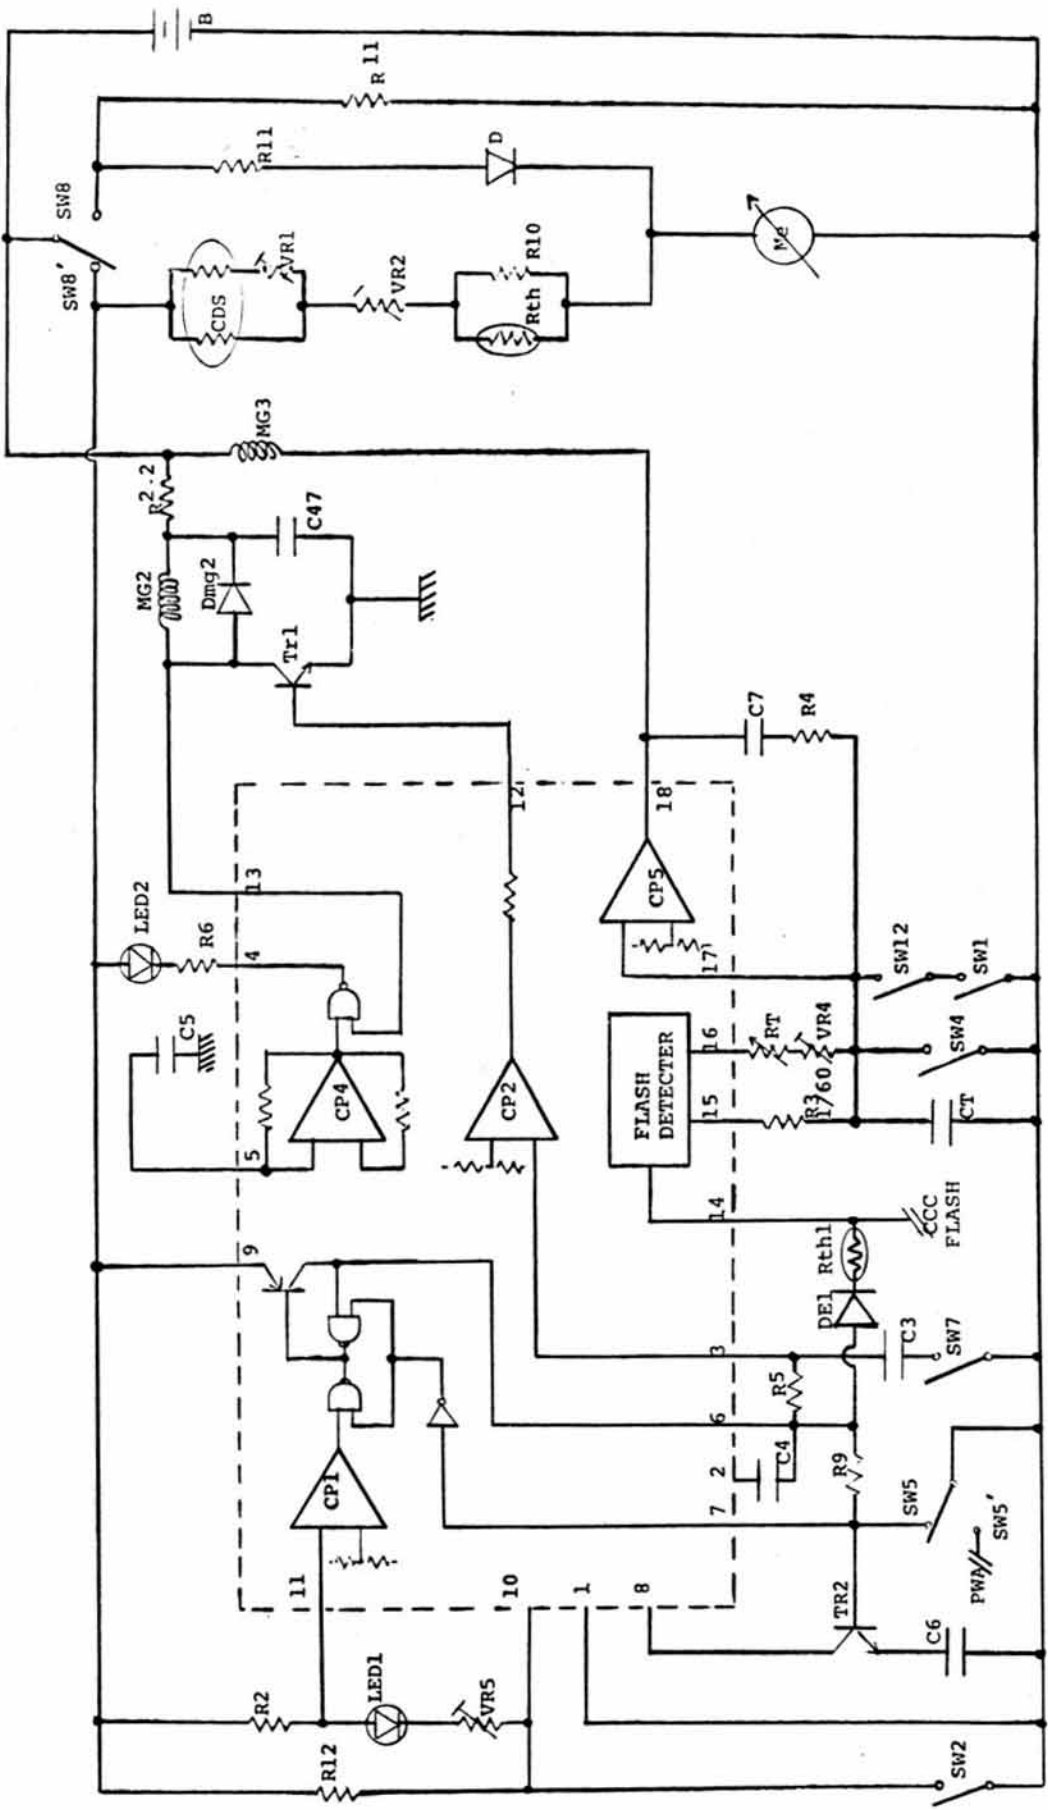 B
R 11
R11
D
SW8
SW8'
CDS
VR1
VR2
R10
Rth
Me
MG3
R2.2
MG2
Dmg2
C47
Tr1
LED2
R6
4
13
12
C5
5
CP4
CP2
CP5
18
17
C7
R4
FLASH
DETECTER
16
15
14
RT
VR4
R3
1/60
SW12
SW1
SW4
CT
CCC
FLASH
9
CP1
11
3
6
2
7
R5
C4
Rth1
DE1
C3
SW7
R9
SW5
SW5'
PWA
10
1
8
TR2
C6
R2
LED1
VR5
R12
SW2